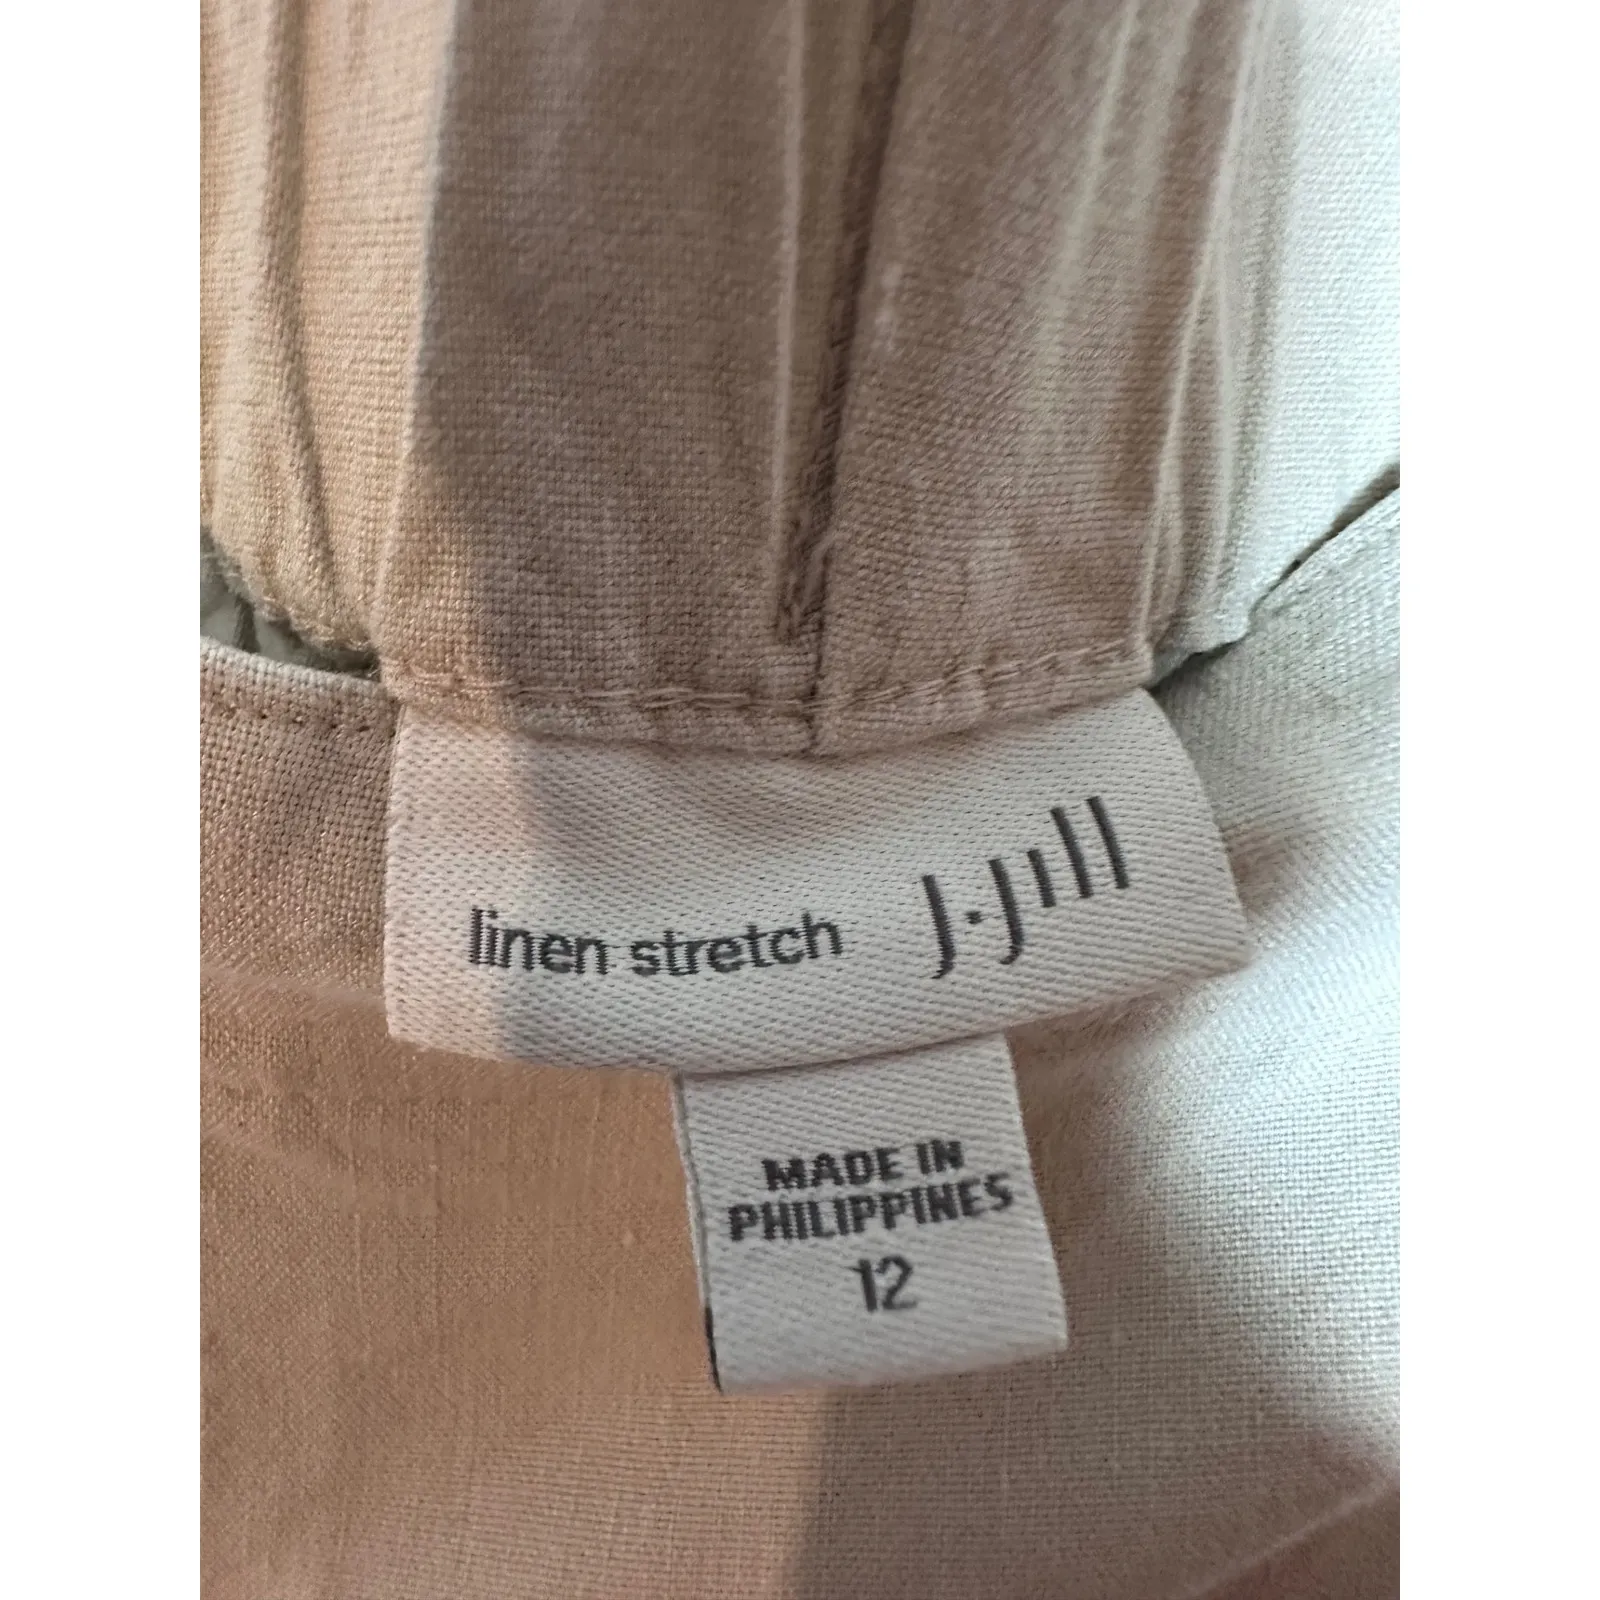 linen stretch J.Jill
MADE IN
PHILIPPINES
12